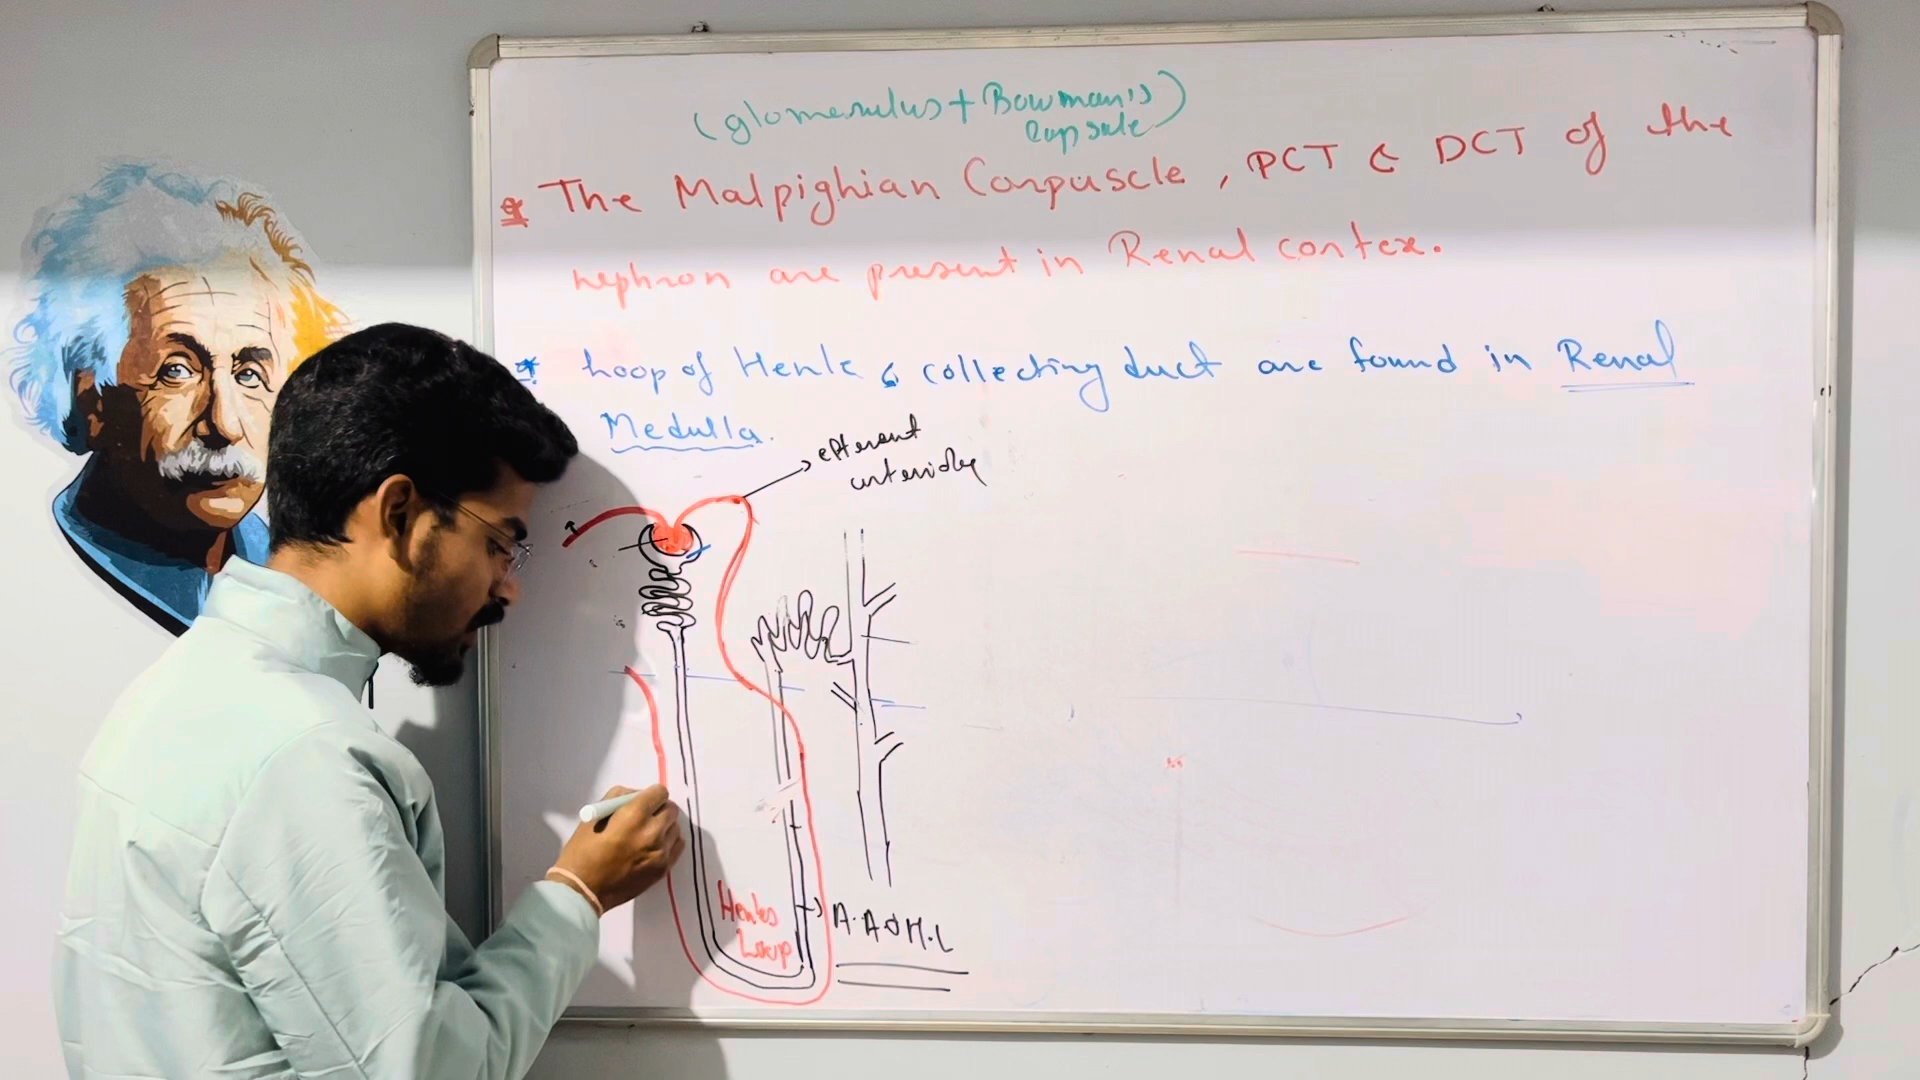 (glomerulus + Bowman's
Capsule)
* The Malpighian Corpuscle, PCT & DCT of the
nephron are present in Renal cortex.
* Loop of Henle & collecting duct are found in Renal
Medulla.
efferent
arteriole
Henles
Loop
A.A of H.L